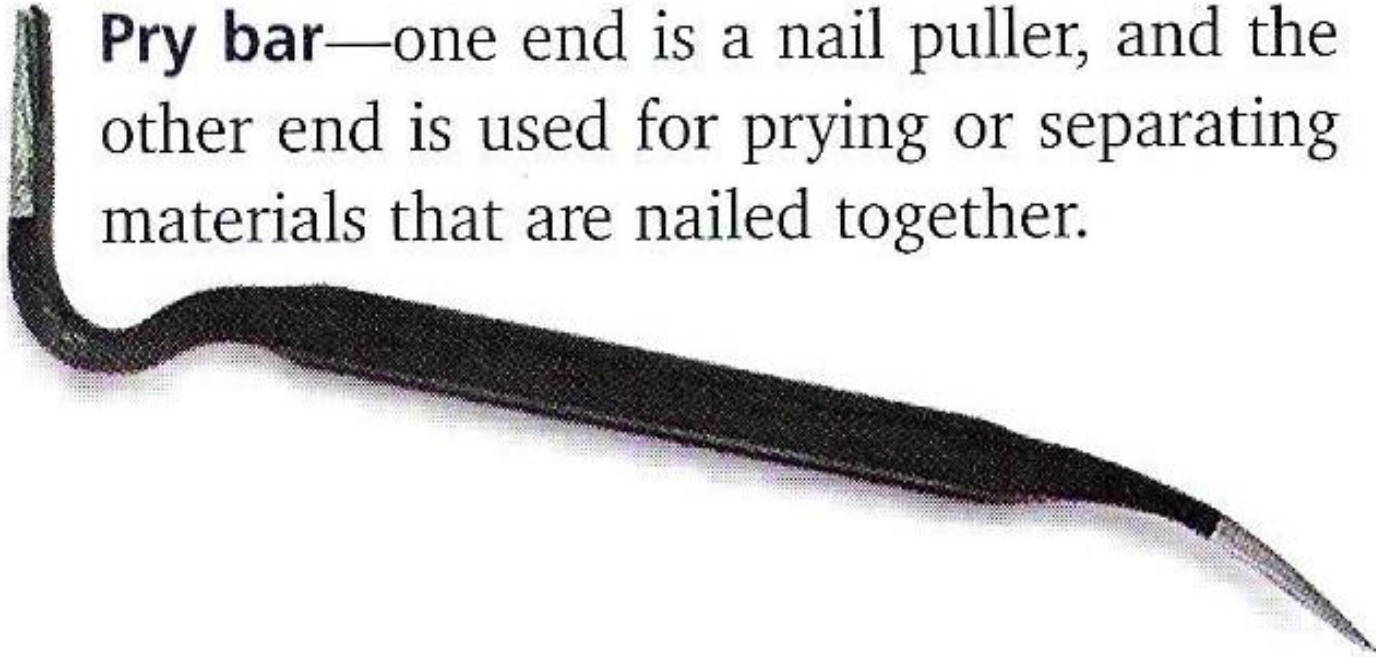 Pry bar—one end is a nail puller, and the
other end is used for prying or separating
materials that are nailed together.